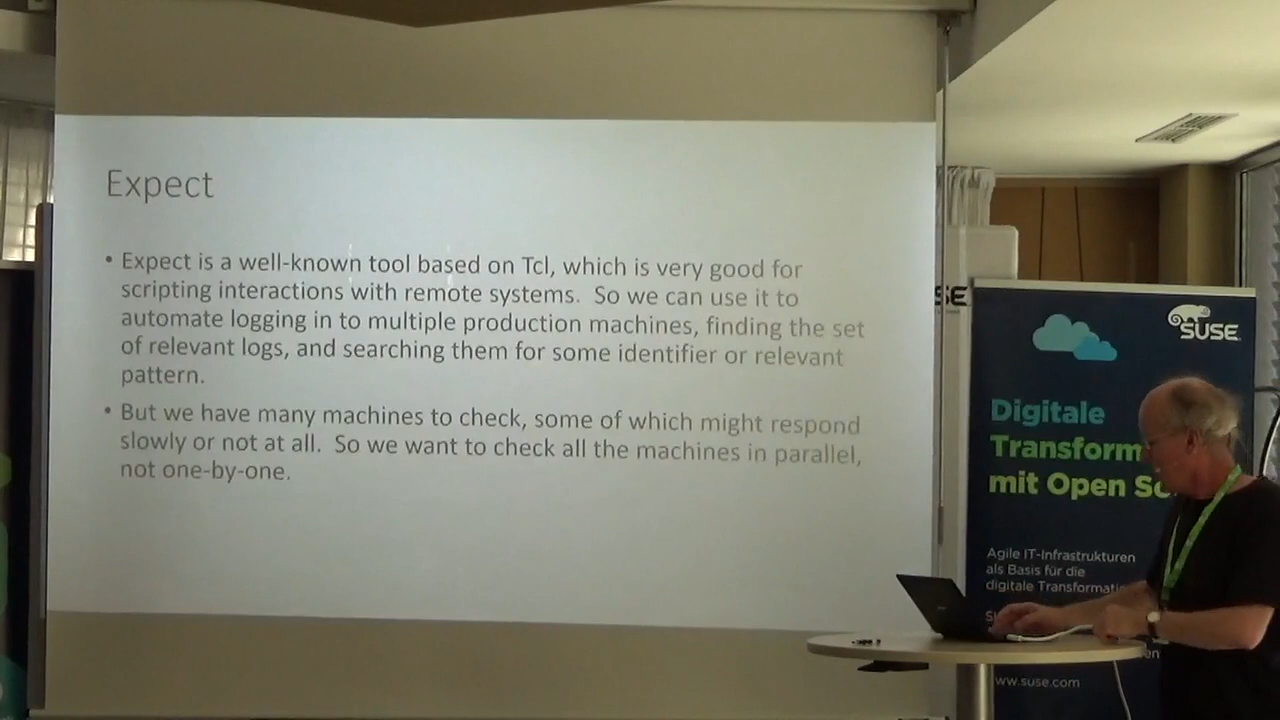 Expect
• Expect is a well-known tool based on Tcl, which is very good for
scripting interactions with remote systems.  So we can use it to
automate logging in to multiple production machines, finding the set
of relevant logs, and searching them for some identifier or relevant
pattern.
• But we have many machines to check, some of which might respond
slowly or not at all.  So we want to check all the machines in parallel,
not one-by-one.
SE
SUSE
Digitale
Transform
mit Open So
Agile IT-Infrastrukturen
als Basis für die
digitale Transformati
en
www.suse.com